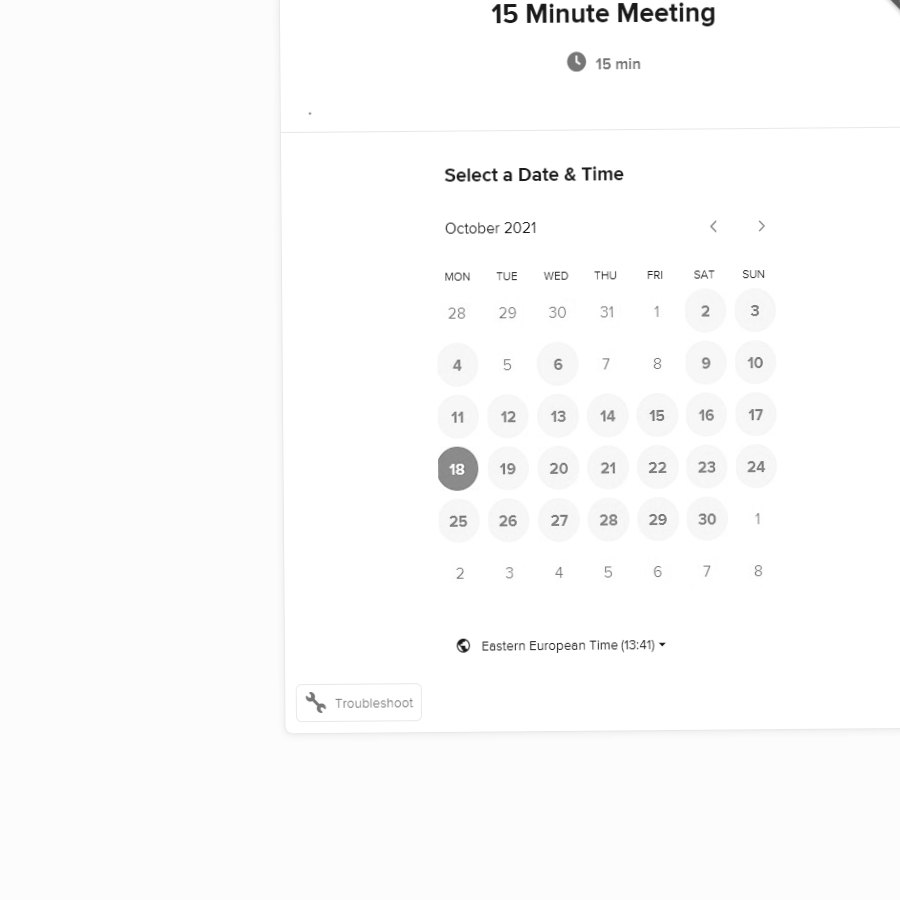 15 Minute Meeting
15 min
.
Select a Date & Time
October 2021
MON TUE WED THU FRI SAT SUN
28 29 30 31 1 2 3
4 5 6 7 8 9 10
11 12 13 14 15 16 17
18 19 20 21 22 23 24
25 26 27 28 29 30 1
2 3 4 5 6 7 8
Eastern European Time (13:41)
Troubleshoot